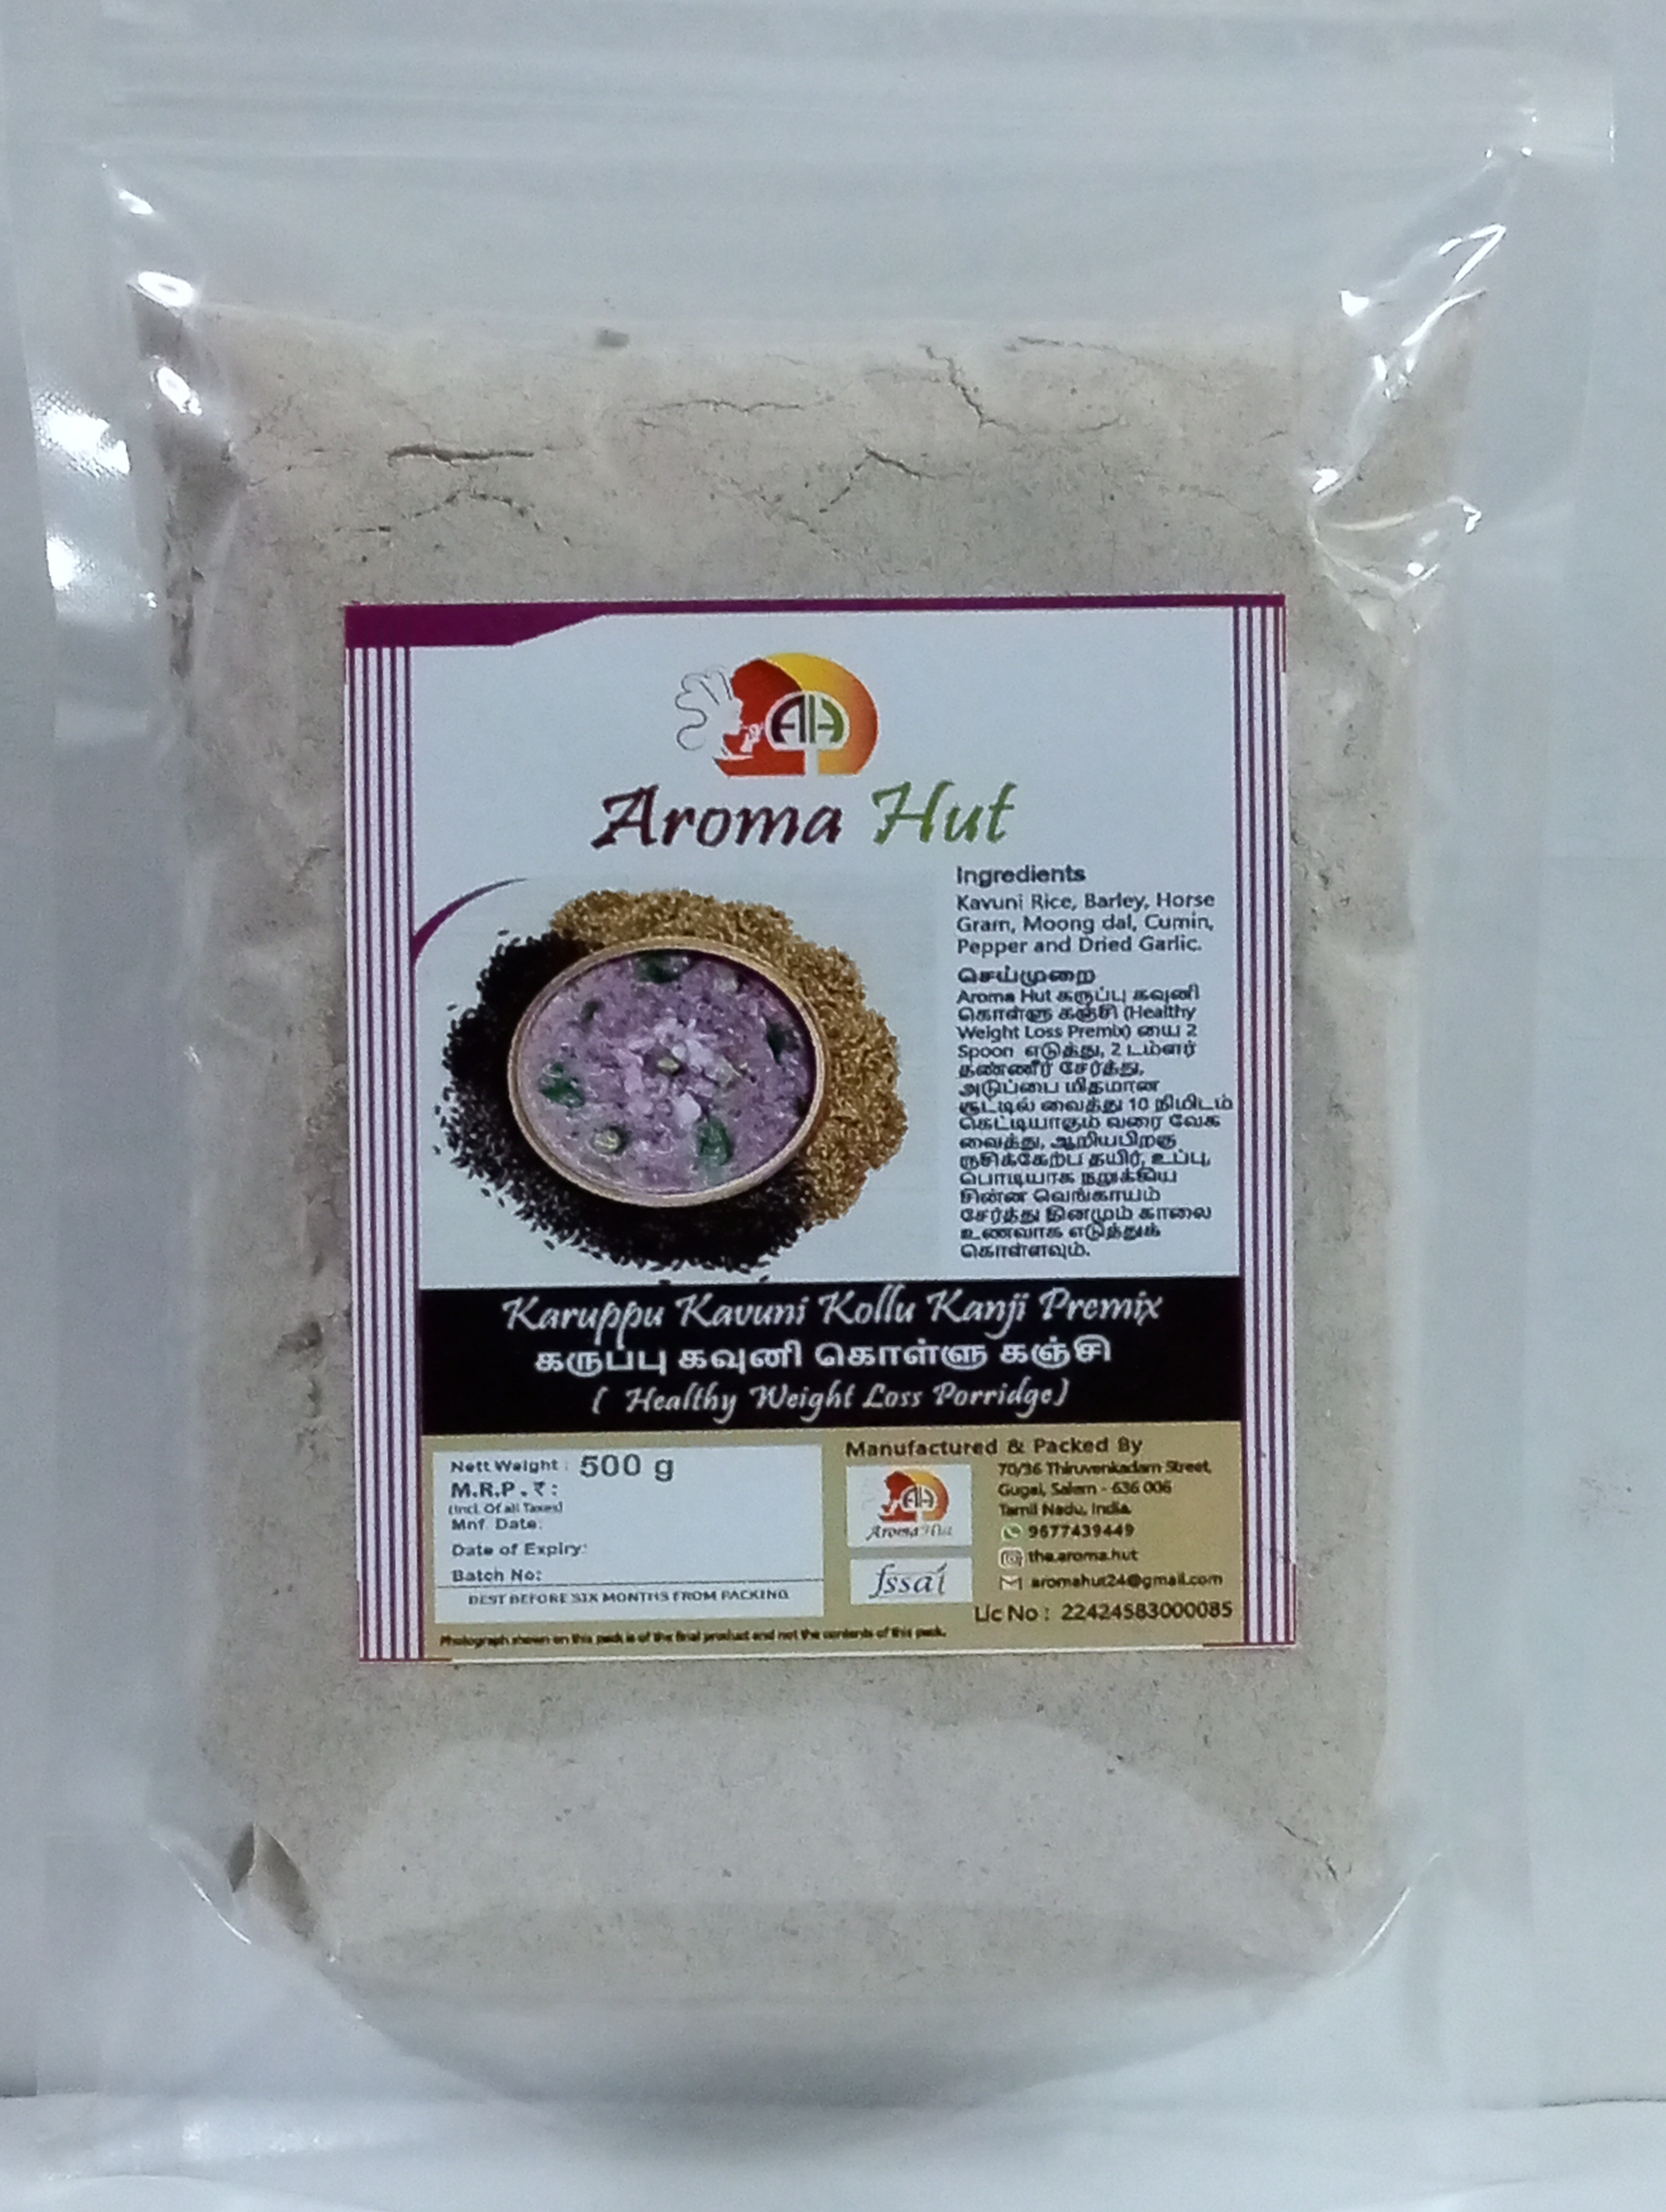 AH
Aroma Hut
Ingredients
Kavuni Rice, Barley, Horse
Gram, Moong dal, Cumin,
Pepper and Dried Garlic.
செய்முறை
Aroma Hut கருப்பு கவுனி
கொள்ளு கஞ்சி (Healthy
Weight Loss Premix) யை 2
Spoon எடுத்து, 2 டம்ளர்
தண்ணீர் சேர்த்து,
அடுப்பை மிதமான
சூட்டில் வைத்து 10 நிமிடம்
கெட்டியாகும் வரை வேக
வைத்து, ஆறியபிறகு
ருசிக்கேற்ப தயிர், உப்பு,
பொடியாக நறுக்கிய
சின்ன வெங்காயம்
சேர்த்து தினமும் காலை
உணவாக எடுத்துக்
கொள்ளவும்.
Karuppu Kavuni Kollu Kanji Premix
கருப்பு கவுனி கொள்ளு கஞ்சி
( Healthy Weight Loss Porridge)
Nett Weight : 500 g
M.R.P . ₹ :
(Incl. Of all Taxes)
Mnf. Date:
Date of Expiry:
Batch No:
BEST BEFORE SIX MONTHS FROM PACKING
Manufactured & Packed By
70/36 Thiruvenkadam Street,
Gugai, Salem - 636 006
Tamil Nadu, India.
9677439449
the.aroma.hut
aromahut24@gmail.com
AH
Aroma Hut
fssai
Lic No : 22424583000085
Photograph shown on this pack is of the final product and not the contents of this pack.